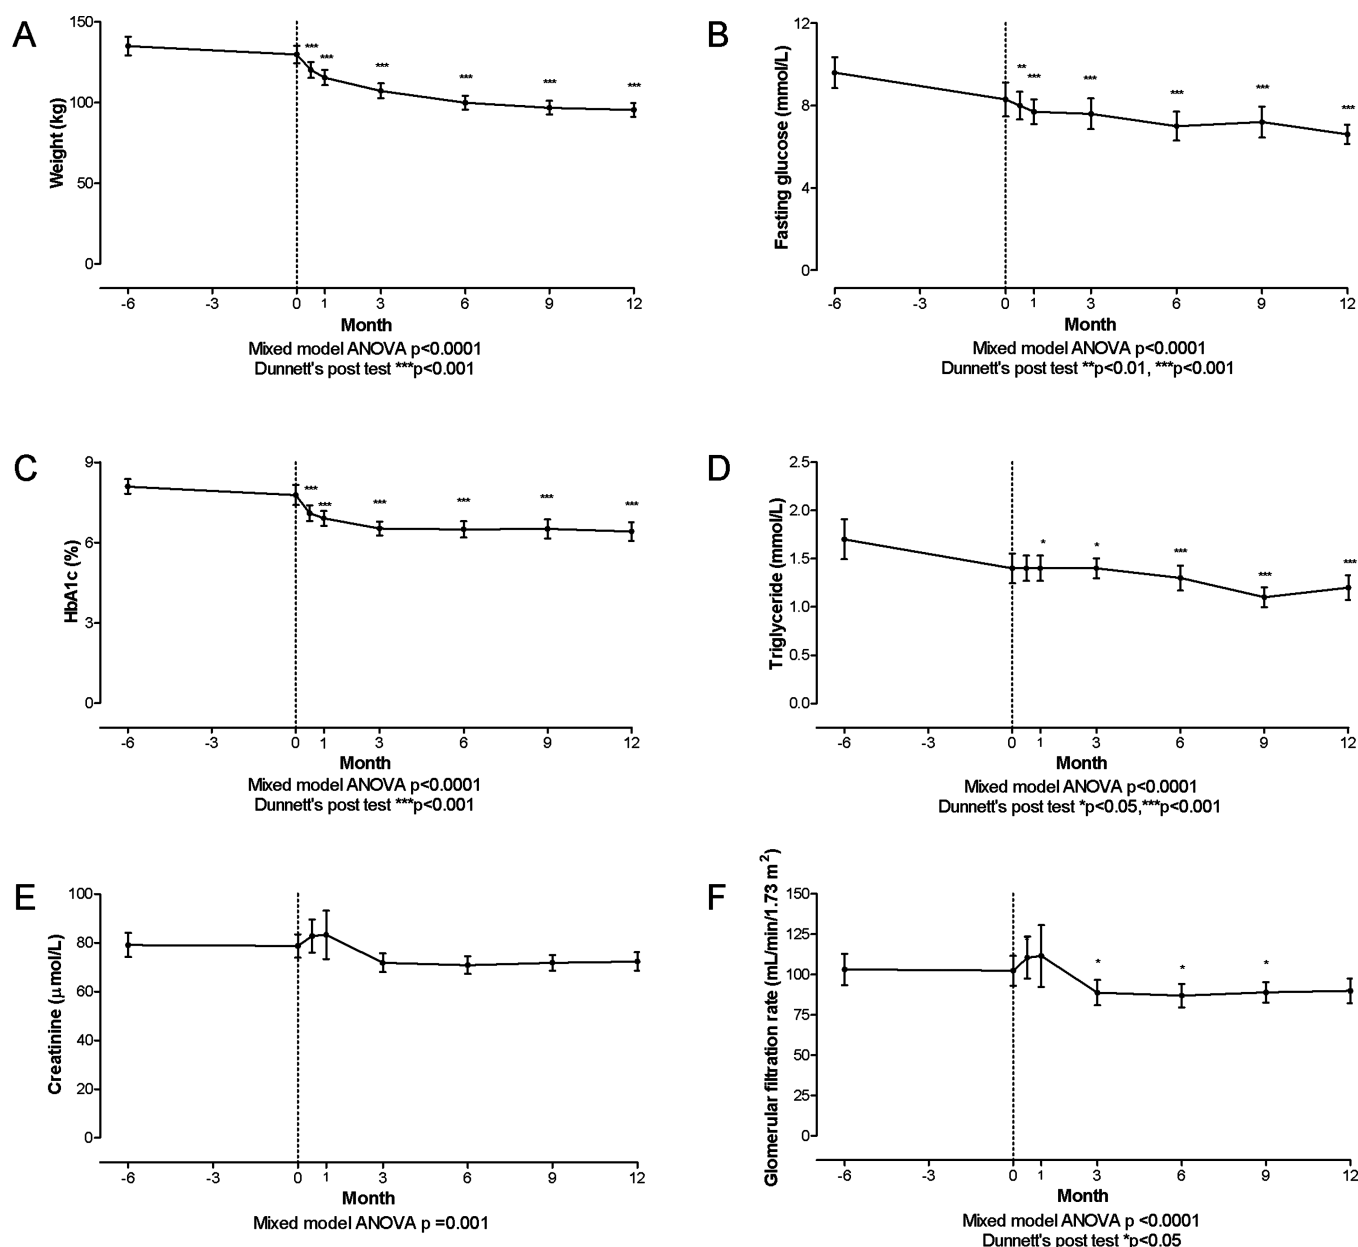 A
Weight (kg)
150
100
50
0
***
***
***
***
***
***
-6 -3 0 1 3 6 9 12
Month
Mixed model ANOVA p<0.0001
Dunnett's post test ***p<0.001
B
Fasting glucose (mmol/L)
12
8
4
0
**
***
***
***
***
***
-6 -3 0 1 3 6 9 12
Month
Mixed model ANOVA p<0.0001
Dunnett's post test **p<0.01, ***p<0.001
C
HbA1c (%)
9
6
3
0
***
***
***
***
***
***
-6 -3 0 1 3 6 9 12
Month
Mixed model ANOVA p<0.0001
Dunnett's post test ***p<0.001
D
Triglyceride (mmol/L)
2.5
2.0
1.5
1.0
0.5
0.0
*
*
***
***
***
-6 -3 0 1 3 6 9 12
Month
Mixed model ANOVA p<0.0001
Dunnett's post test *p<0.05,***p<0.001
E
Creatinine (μmol/L)
100
80
60
40
20
0
-6 -3 0 1 3 6 9 12
Month
Mixed model ANOVA p =0.001
F
Glomerular filtration rate (mL/min/1.73 m²)
150
125
100
75
50
25
0
*
*
*
-6 -3 0 1 3 6 9 12
Month
Mixed model ANOVA p <0.0001
Dunnett's post test *p<0.05